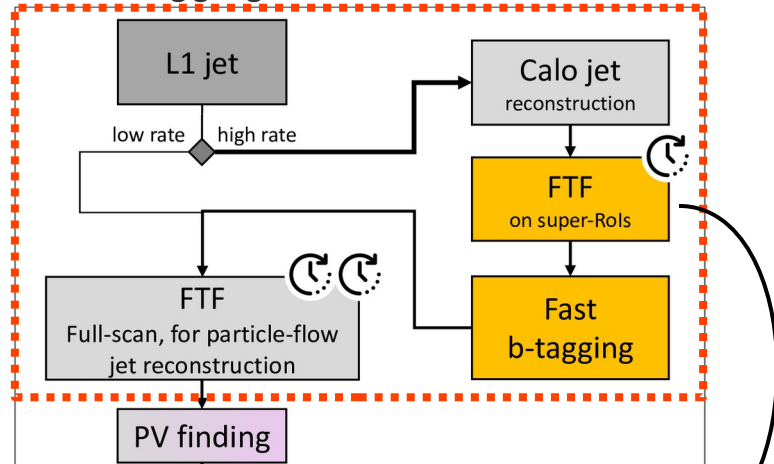 L1 jet
low rate
high rate
Calo jet
reconstruction
FTF
on super-RoIs
Fast
b-tagging
FTF
Full-scan, for particle-flow
jet reconstruction
PV finding